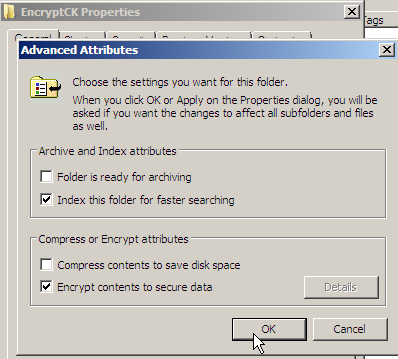 EncryptCK Properties
Tags
General
Advanced Attributes
Choose the settings you want for this folder.
When you click OK or Apply on the Properties dialog, you will be
asked if you want the changes to affect all subfolders and files
as well.
Archive and Index attributes
Folder is ready for archiving
Index this folder for faster searching
Compress or Encrypt attributes
Compress contents to save disk space
Encrypt contents to secure data
Details
OK
Cancel